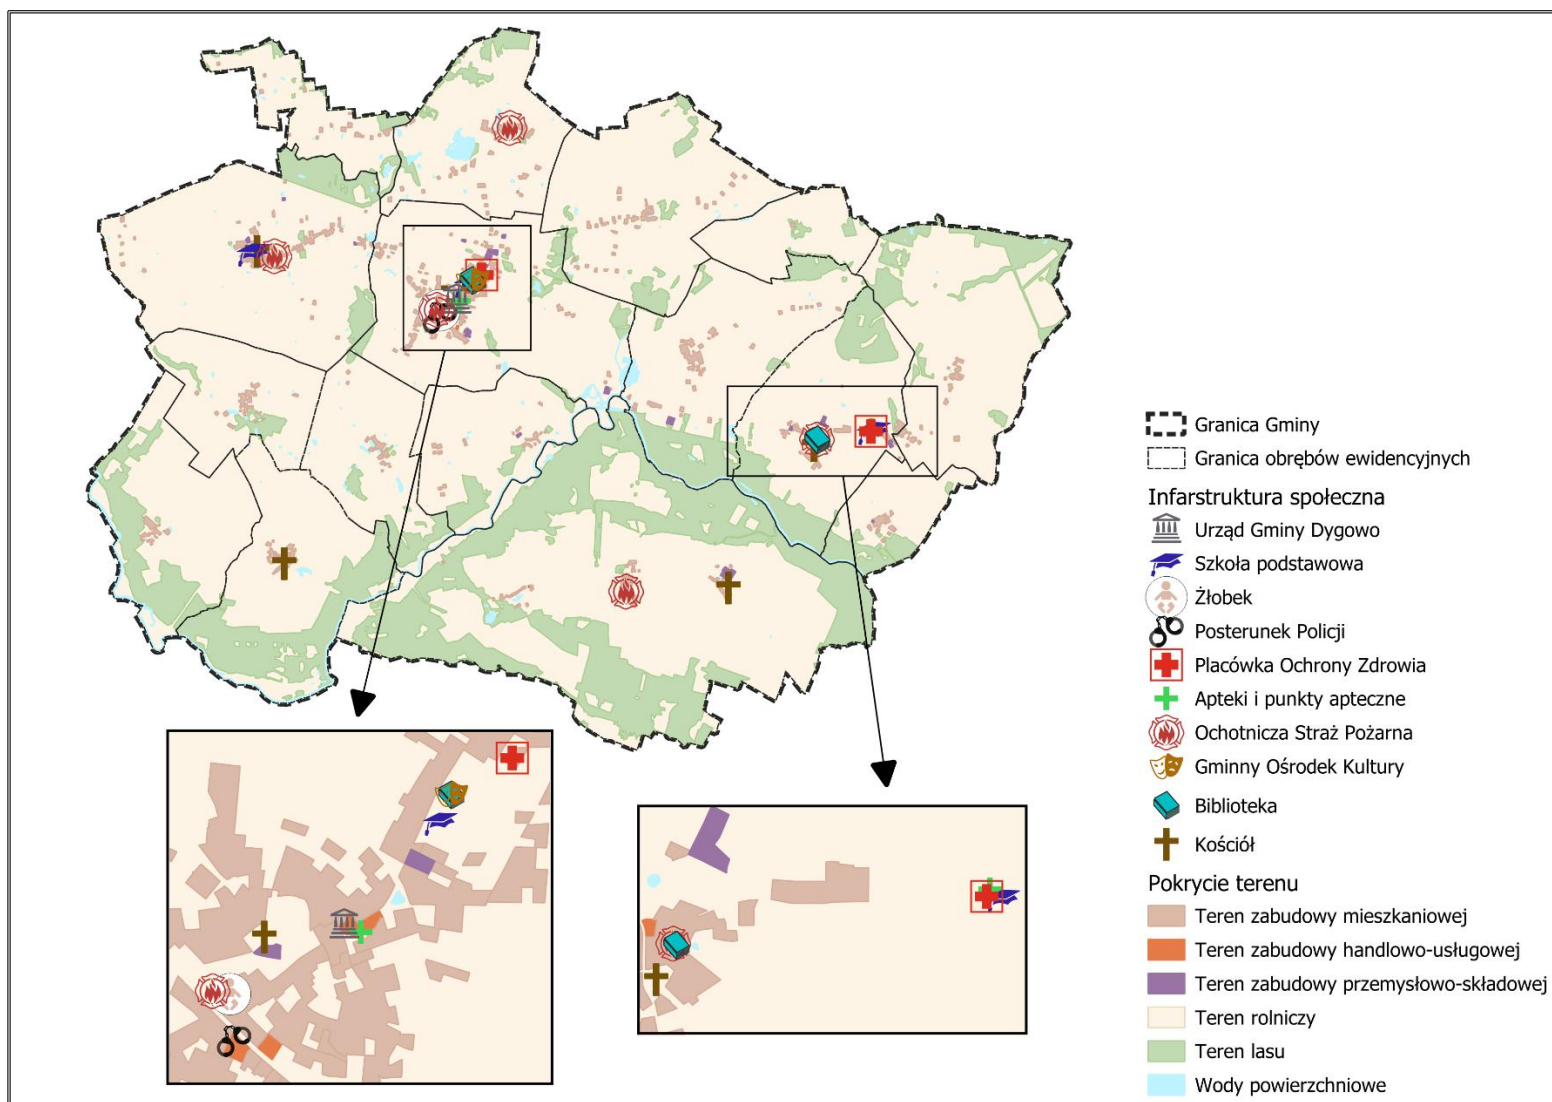 Granica Gminy
Granica obrębów ewidencyjnych
Infarstruktura społeczna
Urząd Gminy Dygowo
Szkoła podstawowa
Żłobek
Posterunek Policji
Placówka Ochrony Zdrowia
Apteki i punkty apteczne
Ochotnicza Straż Pożarna
Gminny Ośrodek Kultury
Biblioteka
Kościół
Pokrycie terenu
Teren zabudowy mieszkaniowej
Teren zabudowy handlowo-usługowej
Teren zabudowy przemysłowo-składowej
Teren rolniczy
Teren lasu
Wody powierzchniowe